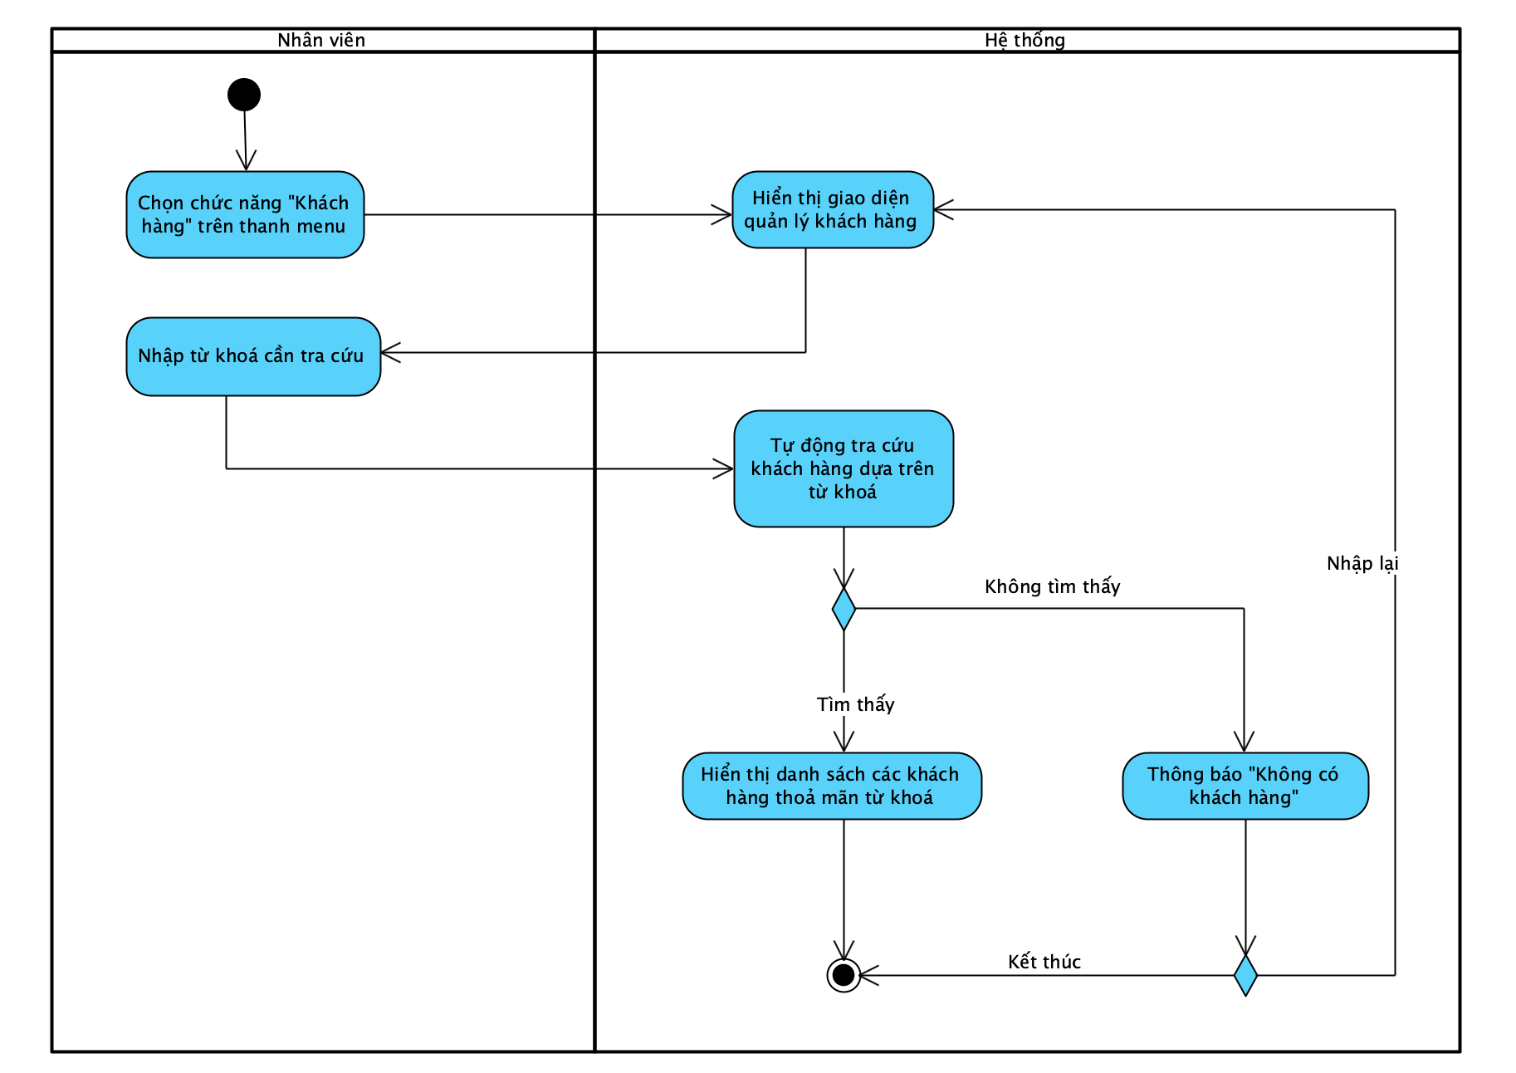 Nhân viên
Hệ thống
Chọn chức năng "Khách
hàng" trên thanh menu
Hiển thị giao diện
quản lý khách hàng
Nhập từ khoá cần tra cứu
Tự động tra cứu
khách hàng dựa trên
từ khoá
Nhập lại
Không tìm thấy
Tìm thấy
Hiển thị danh sách các khách
hàng thoả mãn từ khoá
Thông báo "Không có
khách hàng"
Kết thúc